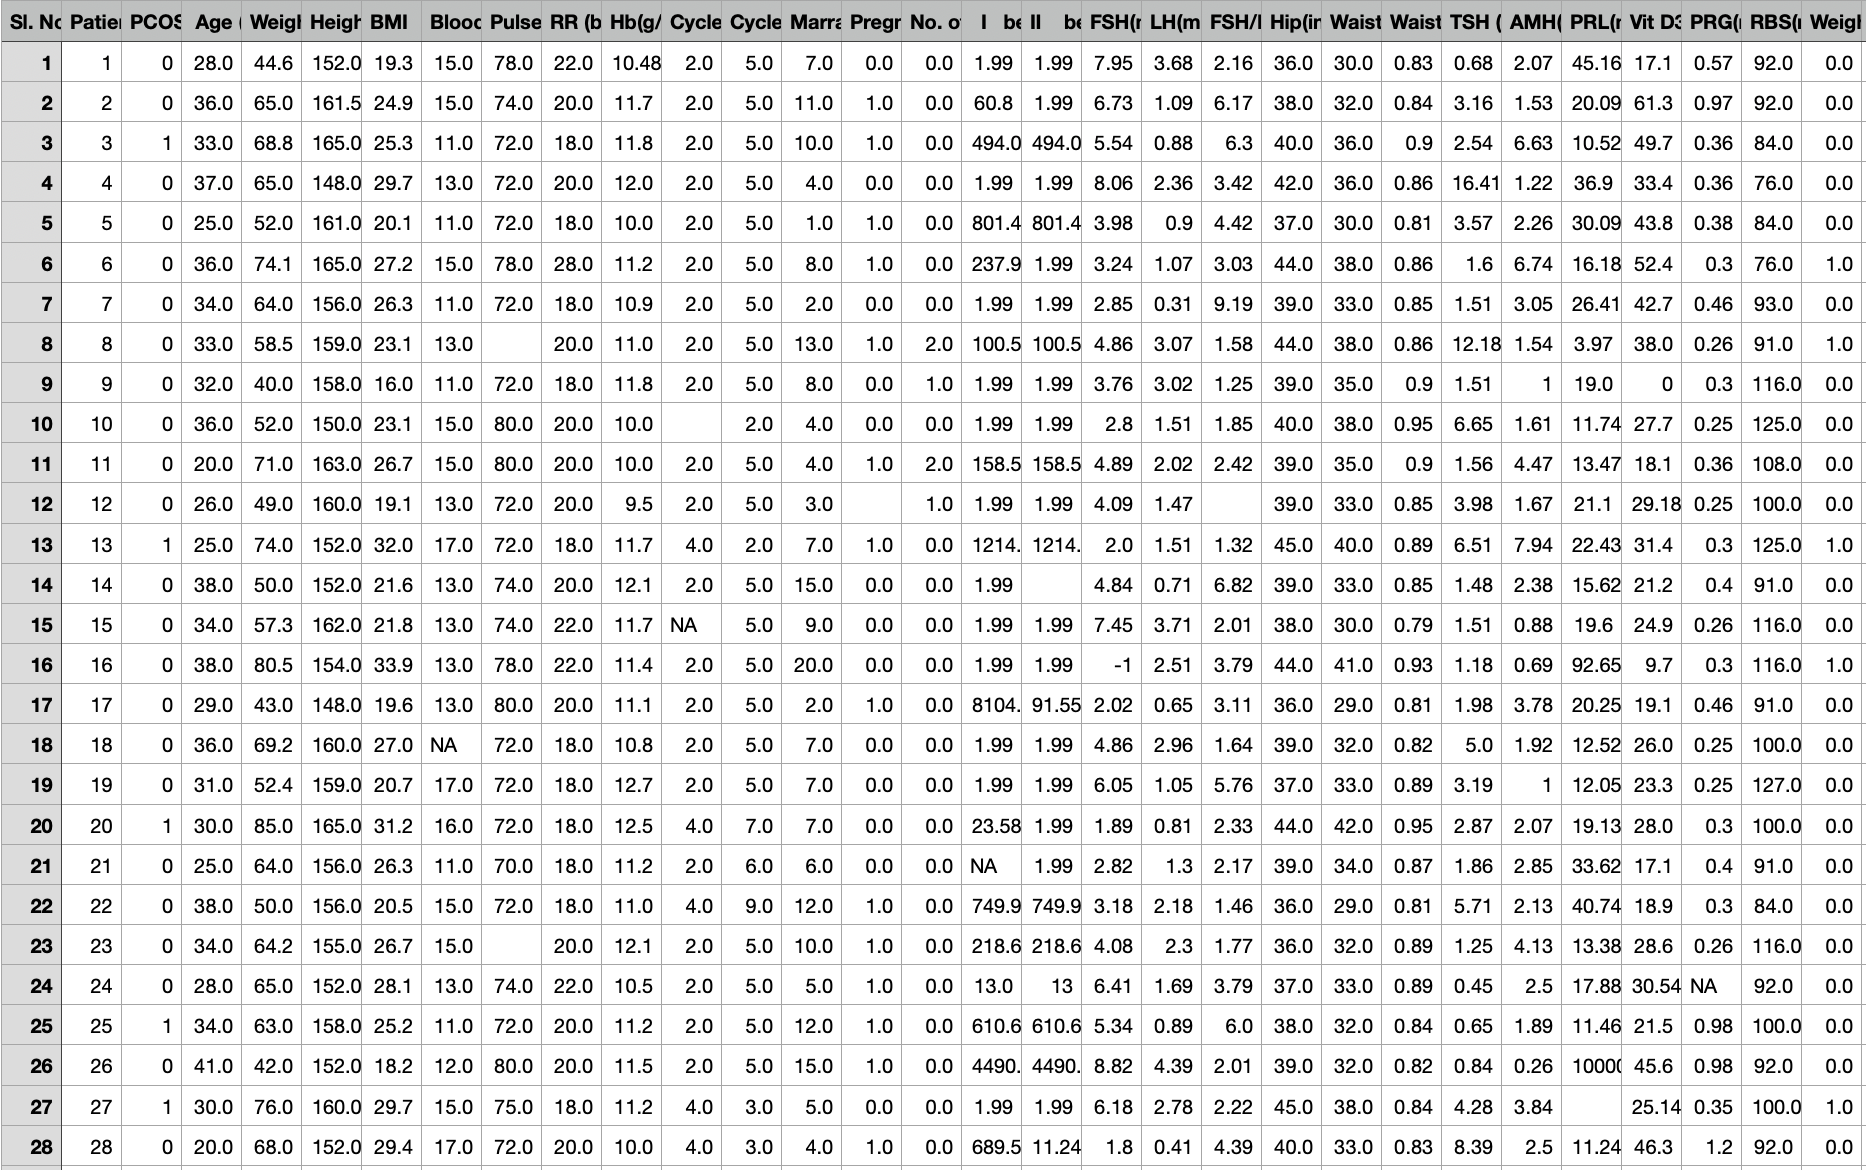 Sl. No Patie PCOS Age ( Weigh Heigh BMI Blood Pulse RR (b Hb(g/ Cycle Cycle Marra Pregn No. o I be II be FSH(m LH(m FSH/L Hip(in Waist Waist TSH ( AMH( PRL(n Vit D3 PRG(n RBS(m Weigh
1 1 0 28.0 44.6 152.0 19.3 15.0 78.0 22.0 10.48 2.0 5.0 7.0 0.0 0.0 1.99 1.99 7.95 3.68 2.16 36.0 30.0 0.83 0.68 2.07 45.16 17.1 0.57 92.0 0.0
2 2 0 36.0 65.0 161.5 24.9 15.0 74.0 20.0 11.7 2.0 5.0 11.0 1.0 0.0 60.8 1.99 6.73 1.09 6.17 38.0 32.0 0.84 3.16 1.53 20.09 61.3 0.97 92.0 0.0
3 3 1 33.0 68.8 165.0 25.3 11.0 72.0 18.0 11.8 2.0 5.0 10.0 1.0 0.0 494.0 494.0 5.54 0.88 6.3 40.0 36.0 0.9 2.54 6.63 10.52 49.7 0.36 84.0 0.0
4 4 0 37.0 65.0 148.0 29.7 13.0 72.0 20.0 12.0 2.0 5.0 4.0 0.0 0.0 1.99 1.99 8.06 2.36 3.42 42.0 36.0 0.86 16.41 1.22 36.9 33.4 0.36 76.0 0.0
5 5 0 25.0 52.0 161.0 20.1 11.0 72.0 18.0 10.0 2.0 5.0 1.0 1.0 0.0 801.4 801.4 3.98 0.9 4.42 37.0 30.0 0.81 3.57 2.26 30.09 43.8 0.38 84.0 0.0
6 6 0 36.0 74.1 165.0 27.2 15.0 78.0 28.0 11.2 2.0 5.0 8.0 1.0 0.0 237.9 1.99 3.24 1.07 3.03 44.0 38.0 0.86 1.6 6.74 16.18 52.4 0.3 76.0 1.0
7 7 0 34.0 64.0 156.0 26.3 11.0 72.0 18.0 10.9 2.0 5.0 2.0 0.0 0.0 1.99 1.99 2.85 0.31 9.19 39.0 33.0 0.85 1.51 3.05 26.41 42.7 0.46 93.0 0.0
8 8 0 33.0 58.5 159.0 23.1 13.0 20.0 11.0 2.0 5.0 13.0 1.0 2.0 100.5 100.5 4.86 3.07 1.58 44.0 38.0 0.86 12.18 1.54 3.97 38.0 0.26 91.0 1.0
9 9 0 32.0 40.0 158.0 16.0 11.0 72.0 18.0 11.8 2.0 5.0 8.0 0.0 1.0 1.99 1.99 3.76 3.02 1.25 39.0 35.0 0.9 1.51 1 19.0 0 0.3 116.0 0.0
10 10 0 36.0 52.0 150.0 23.1 15.0 80.0 20.0 10.0 2.0 4.0 0.0 0.0 1.99 1.99 2.8 1.51 1.85 40.0 38.0 0.95 6.65 1.61 11.74 27.7 0.25 125.0 0.0
11 11 0 20.0 71.0 163.0 26.7 15.0 80.0 20.0 10.0 2.0 5.0 4.0 1.0 2.0 158.5 158.5 4.89 2.02 2.42 39.0 35.0 0.9 1.56 4.47 13.47 18.1 0.36 108.0 0.0
12 12 0 26.0 49.0 160.0 19.1 13.0 72.0 20.0 9.5 2.0 5.0 3.0 1.0 1.99 1.99 4.09 1.47 39.0 33.0 0.85 3.98 1.67 21.1 29.18 0.25 100.0 0.0
13 13 1 25.0 74.0 152.0 32.0 17.0 72.0 18.0 11.7 4.0 2.0 7.0 1.0 0.0 1214. 1214. 2.0 1.51 1.32 45.0 40.0 0.89 6.51 7.94 22.43 31.4 0.3 125.0 1.0
14 14 0 38.0 50.0 152.0 21.6 13.0 74.0 20.0 12.1 2.0 5.0 15.0 0.0 0.0 1.99 4.84 0.71 6.82 39.0 33.0 0.85 1.48 2.38 15.62 21.2 0.4 91.0 0.0
15 15 0 34.0 57.3 162.0 21.8 13.0 74.0 22.0 11.7 NA 5.0 9.0 0.0 0.0 1.99 1.99 7.45 3.71 2.01 38.0 30.0 0.79 1.51 0.88 19.6 24.9 0.26 116.0 0.0
16 16 0 38.0 80.5 154.0 33.9 13.0 78.0 22.0 11.4 2.0 5.0 20.0 0.0 0.0 1.99 1.99 -1 2.51 3.79 44.0 41.0 0.93 1.18 0.69 92.65 9.7 0.3 116.0 1.0
17 17 0 29.0 43.0 148.0 19.6 13.0 80.0 20.0 11.1 2.0 5.0 2.0 1.0 0.0 8104. 91.55 2.02 0.65 3.11 36.0 29.0 0.81 1.98 3.78 20.25 19.1 0.46 91.0 0.0
18 18 0 36.0 69.2 160.0 27.0 NA 72.0 18.0 10.8 2.0 5.0 7.0 0.0 0.0 1.99 1.99 4.86 2.96 1.64 39.0 32.0 0.82 5.0 1.92 12.52 26.0 0.25 100.0 0.0
19 19 0 31.0 52.4 159.0 20.7 17.0 72.0 18.0 12.7 2.0 5.0 7.0 0.0 0.0 1.99 1.99 6.05 1.05 5.76 37.0 33.0 0.89 3.19 1 12.05 23.3 0.25 127.0 0.0
20 20 1 30.0 85.0 165.0 31.2 16.0 72.0 18.0 12.5 4.0 7.0 7.0 0.0 0.0 23.58 1.99 1.89 0.81 2.33 44.0 42.0 0.95 2.87 2.07 19.13 28.0 0.3 100.0 0.0
21 21 0 25.0 64.0 156.0 26.3 11.0 70.0 18.0 11.2 2.0 6.0 6.0 0.0 0.0 NA 1.99 2.82 1.3 2.17 39.0 34.0 0.87 1.86 2.85 33.62 17.1 0.4 91.0 0.0
22 22 0 38.0 50.0 156.0 20.5 15.0 72.0 18.0 11.0 4.0 9.0 12.0 1.0 0.0 749.9 749.9 3.18 2.18 1.46 36.0 29.0 0.81 5.71 2.13 40.74 18.9 0.3 84.0 0.0
23 23 0 34.0 64.2 155.0 26.7 15.0 20.0 12.1 2.0 5.0 10.0 1.0 0.0 218.6 218.6 4.08 2.3 1.77 36.0 32.0 0.89 1.25 4.13 13.38 28.6 0.26 116.0 0.0
24 24 0 28.0 65.0 152.0 28.1 13.0 74.0 22.0 10.5 2.0 5.0 5.0 1.0 0.0 13.0 13 6.41 1.69 3.79 37.0 33.0 0.89 0.45 2.5 17.88 30.54 NA 92.0 0.0
25 25 1 34.0 63.0 158.0 25.2 11.0 72.0 20.0 11.2 2.0 5.0 12.0 1.0 0.0 610.6 610.6 5.34 0.89 6.0 38.0 32.0 0.84 0.65 1.89 11.46 21.5 0.98 100.0 0.0
26 26 0 41.0 42.0 152.0 18.2 12.0 80.0 20.0 11.5 2.0 5.0 15.0 1.0 0.0 4490. 4490. 8.82 4.39 2.01 39.0 32.0 0.82 0.84 0.26 10000 45.6 0.98 92.0 0.0
27 27 1 30.0 76.0 160.0 29.7 15.0 75.0 18.0 11.2 4.0 3.0 5.0 0.0 0.0 1.99 1.99 6.18 2.78 2.22 45.0 38.0 0.84 4.28 3.84 25.14 0.35 100.0 1.0
28 28 0 20.0 68.0 152.0 29.4 17.0 72.0 20.0 10.0 4.0 3.0 4.0 1.0 0.0 689.5 11.24 1.8 0.41 4.39 40.0 33.0 0.83 8.39 2.5 11.24 46.3 1.2 92.0 0.0